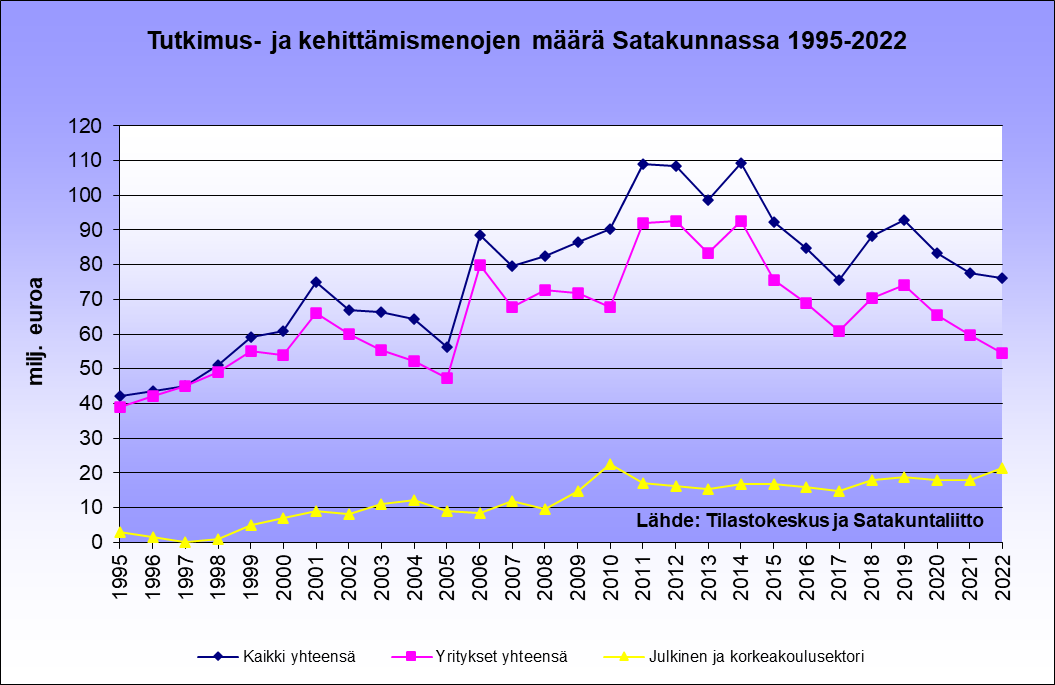 Tutkimus- ja kehittämismenojen määrä Satakunnassa 1995-2022
milj. euroa
120
110
100
90
80
70
60
50
40
30
20
10
0
Lähde: Tilastokeskus ja Satakuntaliitto
1995 1996 1997 1998 1999 2000 2001 2002 2003 2004 2005 2006 2007 2008 2009 2010 2011 2012 2013 2014 2015 2016 2017 2018 2019 2020 2021 2022
Kaikki yhteensä Yritykset yhteensä Julkinen ja korkeakoulusektori